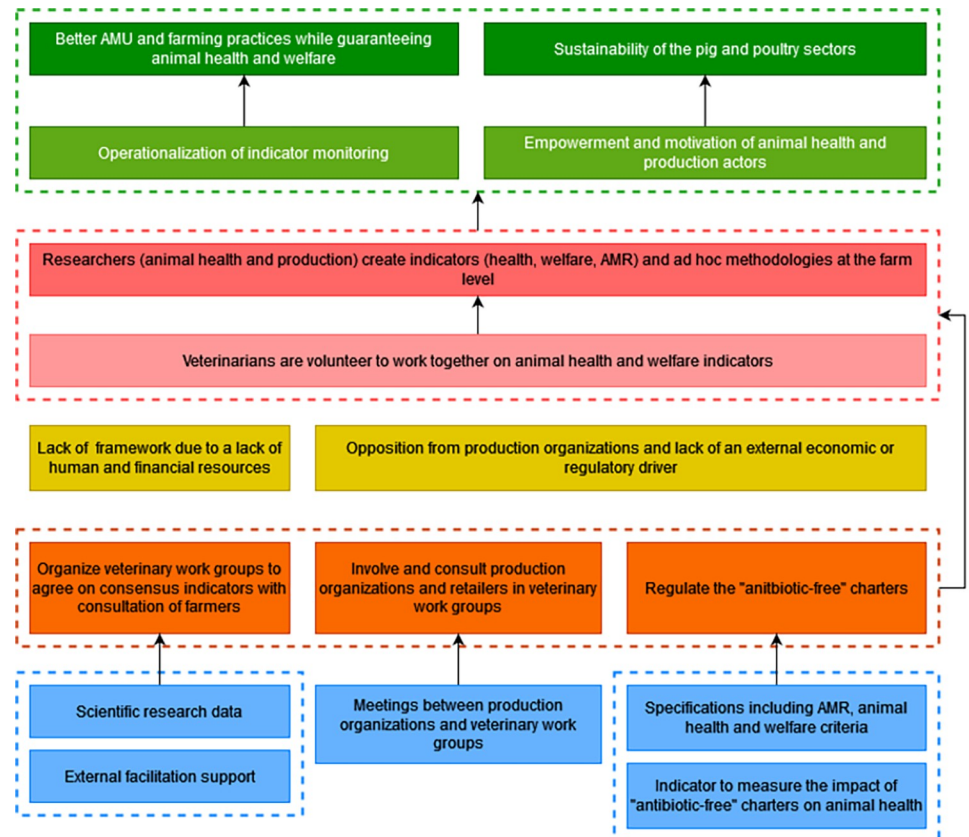 Better AMU and farming practices while guaranteeing
animal health and welfare
Sustainability of the pig and poultry sectors
Operationalization of indicator monitoring
Empowerment and motivation of animal health and
production actors
Researchers (animal health and production) create indicators (health, welfare, AMR) and ad hoc methodologies at the farm
level
Veterinarians are volunteer to work together on animal health and welfare indicators
Lack of framework due to a lack of
human and financial resources
Opposition from production organizations and lack of an external economic or
regulatory driver
Organize veterinary work groups to
agree on consensus indicators with
consultation of farmers
Involve and consult production
organizations and retailers in veterinary
work groups
Regulate the "anitbiotic-free" charters
Scientific research data
External facilitation support
Meetings between production
organizations and veterinary work
groups
Specifications including AMR, animal
health and welfare criteria
Indicator to measure the impact of
"antibiotic-free" charters on animal health